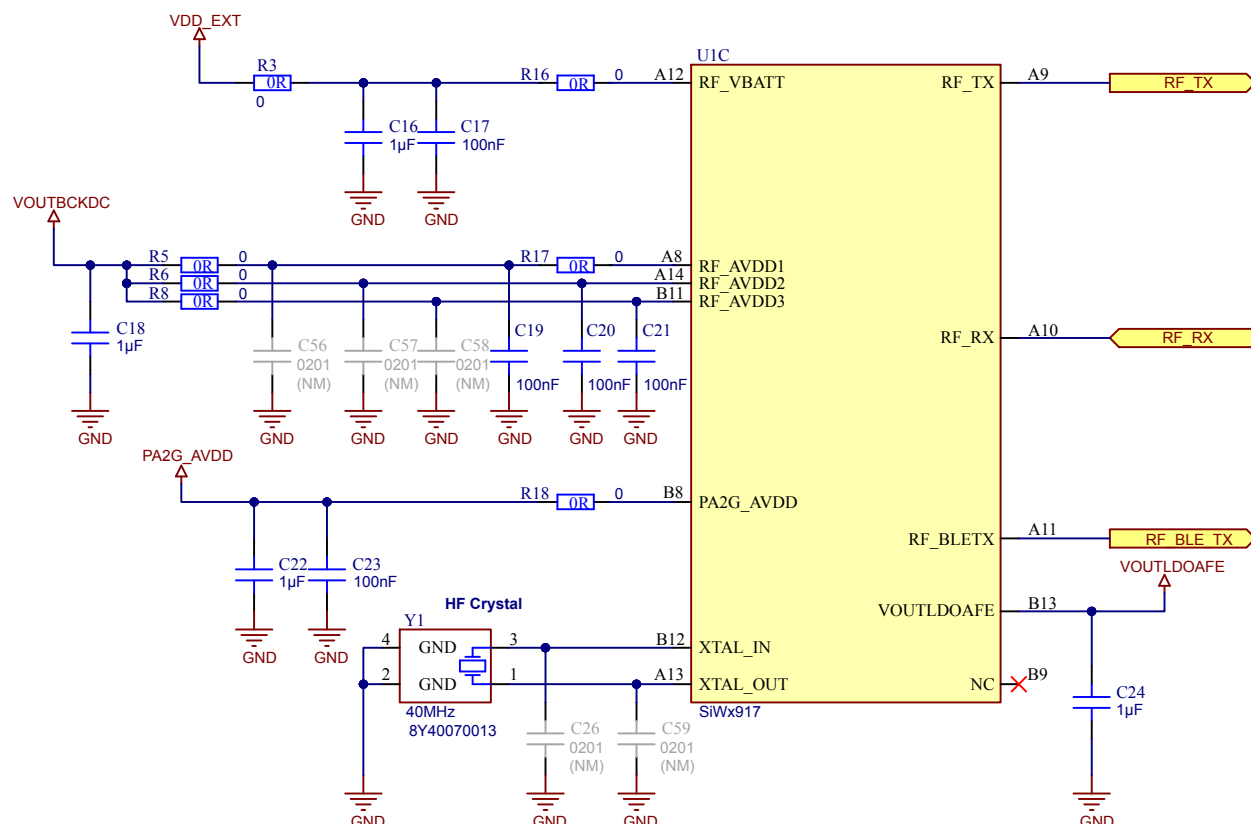 VDD_EXT
R3
0R
0
R16
0R
0
A12
C16
1µF
C17
100nF
GND
GND
VOUTBCKDC
R5
0R
0
R6
0R
0
R8
0R
0
R17
0R
0
A8
A14
B11
C18
1µF
C56
0201
(NM)
C57
0201
(NM)
C58
0201
(NM)
C19
100nF
C20
100nF
C21
100nF
GND
GND
GND
GND
GND
GND
GND
PA2G_AVDD
R18
0R
0
B8
C22
1µF
C23
100nF
GND
GND
HF Crystal
Y1
4
GND
3
2
GND
1
40MHz
8Y40070013
B12
A13
C26
0201
(NM)
C59
0201
(NM)
GND
GND
GND
U1C
RF_VBATT
RF_TX
RF_AVDD1
RF_AVDD2
RF_AVDD3
RF_RX
PA2G_AVDD
RF_BLETX
VOUTLDOAFE
XTAL_IN
XTAL_OUT
NC
SiWx917
A9
RF_TX
A10
RF_RX
A11
RF_BLE_TX
VOUTLDOAFE
B13
B9
C24
1µF
GND